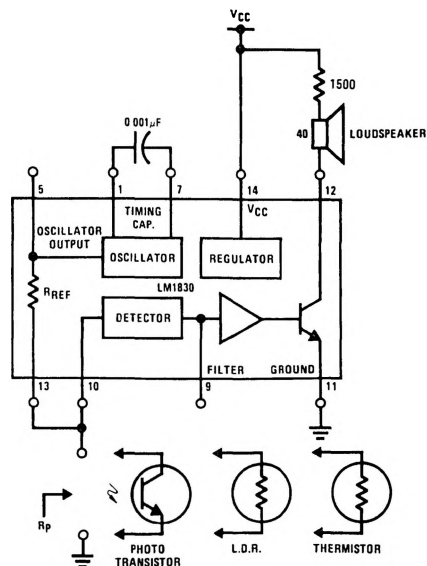 VCC
1500
0 001μF
40 LOUDSPEAKER
5 1 7 14 12
TIMING CAP.
VCC
OSCILLATOR OUTPUT
OSCILLATOR
REGULATOR
RREF
LM1830
DETECTOR
FILTER GROUND
13 10 9 11
RP
PHOTO TRANSISTOR
L.D.R.
THERMISTOR